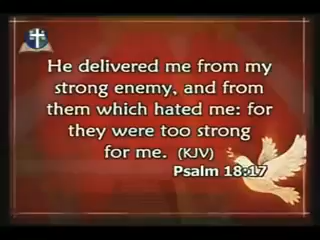 He delivered me from my
strong enemy, and from
them which hated me: for
they were too strong
for me. (KJV)
Psalm 18:17